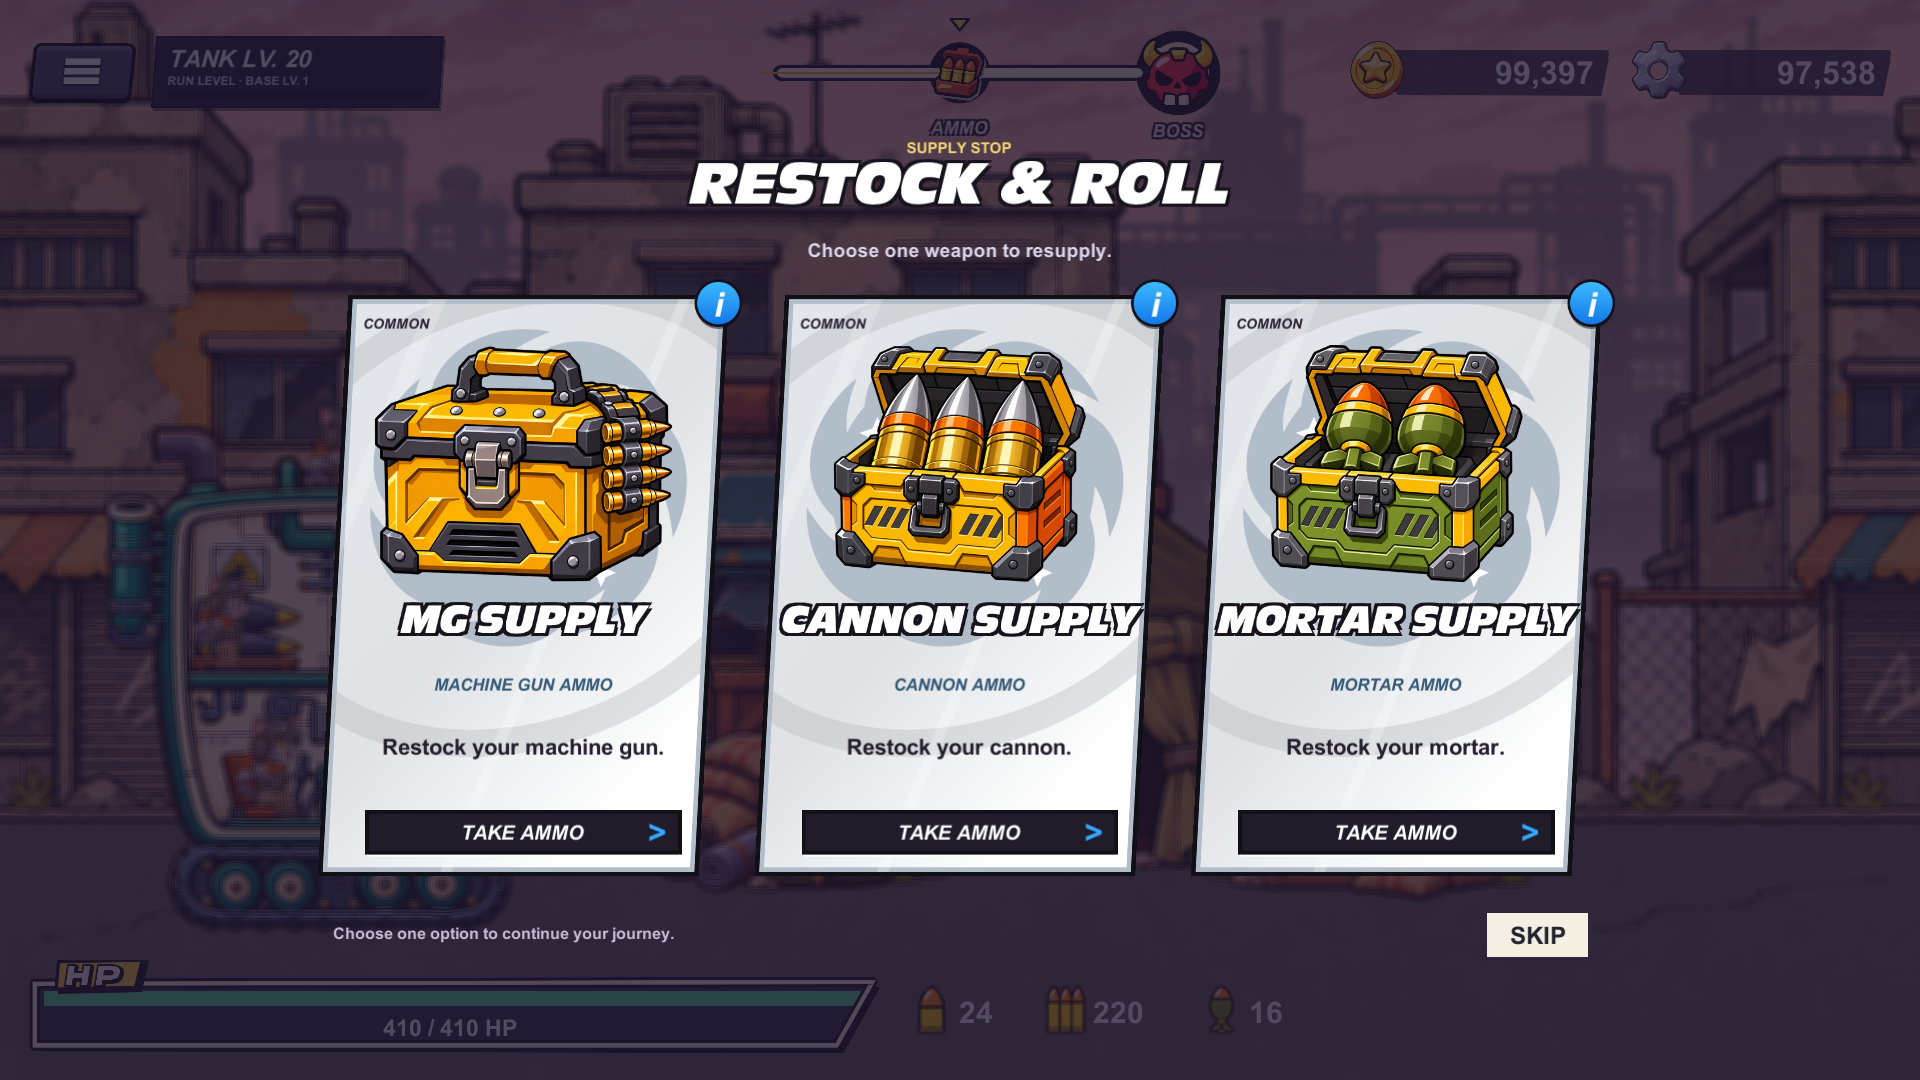 TANK LV. 20
RUN LEVEL · BASE LV. 1
AMMO
BOSS
99,397
97,538
SUPPLY STOP
RESTOCK & ROLL
Choose one weapon to resupply.
COMMON
i
MG SUPPLY
MACHINE GUN AMMO
Restock your machine gun.
TAKE AMMO >
COMMON
i
CANNON SUPPLY
CANNON AMMO
Restock your cannon.
TAKE AMMO >
COMMON
i
MORTAR SUPPLY
MORTAR AMMO
Restock your mortar.
TAKE AMMO >
Choose one option to continue your journey.
SKIP
HP
410 / 410 HP
24
220
16